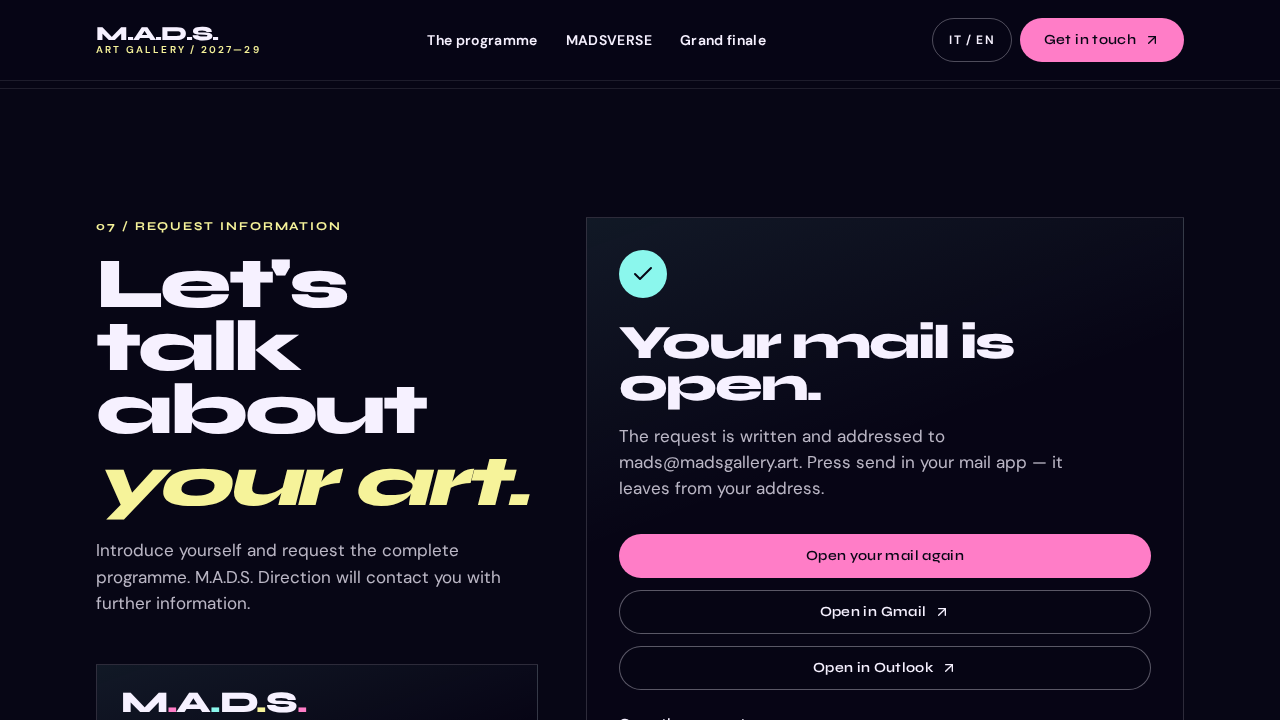 M.A.D.S.
ART GALLERY / 2027—29
The programme
MADSVERSE
Grand finale
IT / EN
Get in touch
07 / REQUEST INFORMATION
Let's
talk
about
your art.
Introduce yourself and request the complete
programme. M.A.D.S. Direction will contact you with
further information.
M.A.D.S.
Your mail is
open.
The request is written and addressed to
mads@madsgallery.art. Press send in your mail app — it
leaves from your address.
Open your mail again
Open in Gmail
Open in Outlook